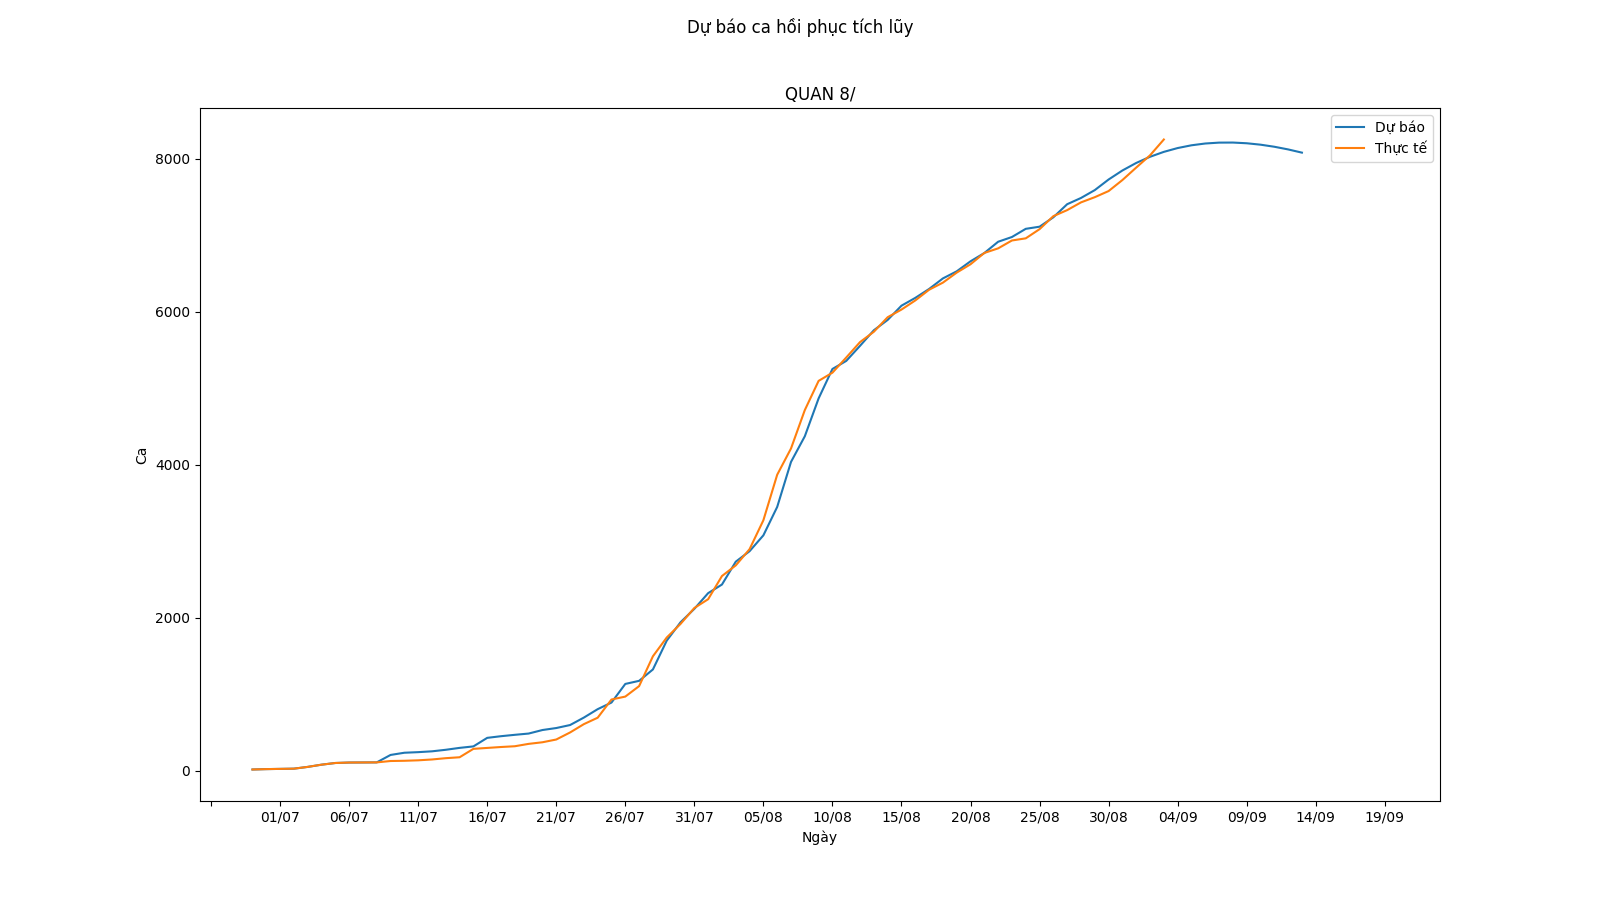 Dự báo ca hồi phục tích lũy
QUAN 8/
Dự báo
Thực tế
8000
6000
4000
2000
0
Ca
01/07 06/07 11/07 16/07 21/07 26/07 31/07 05/08 10/08 15/08 20/08 25/08 30/08 04/09 09/09 14/09 19/09
Ngày